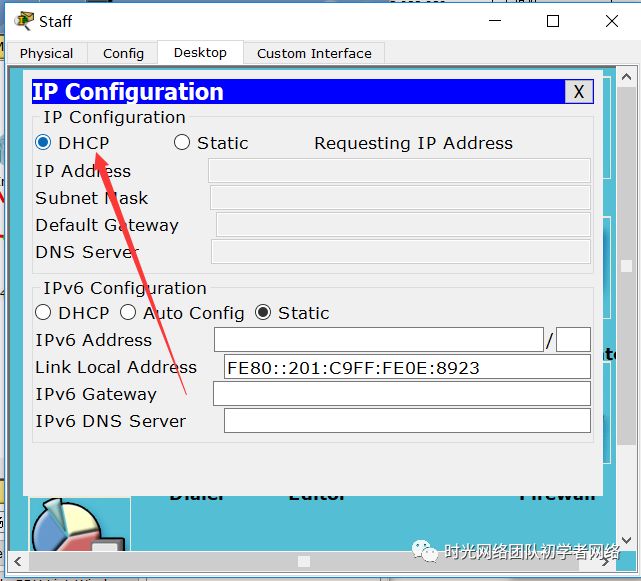 Staff
Physical Config Desktop Custom Interface
IP Configuration X
IP Configuration
DHCP Static Requesting IP Address
IP Address
Subnet Mask
Default Gateway
DNS Server
IPv6 Configuration
DHCP Auto Config Static
IPv6 Address /
Link Local Address FE80::201:C9FF:FE0E:8923
IPv6 Gateway
IPv6 DNS Server
Dialer Editor Firewall
时光网络团队初学者网络